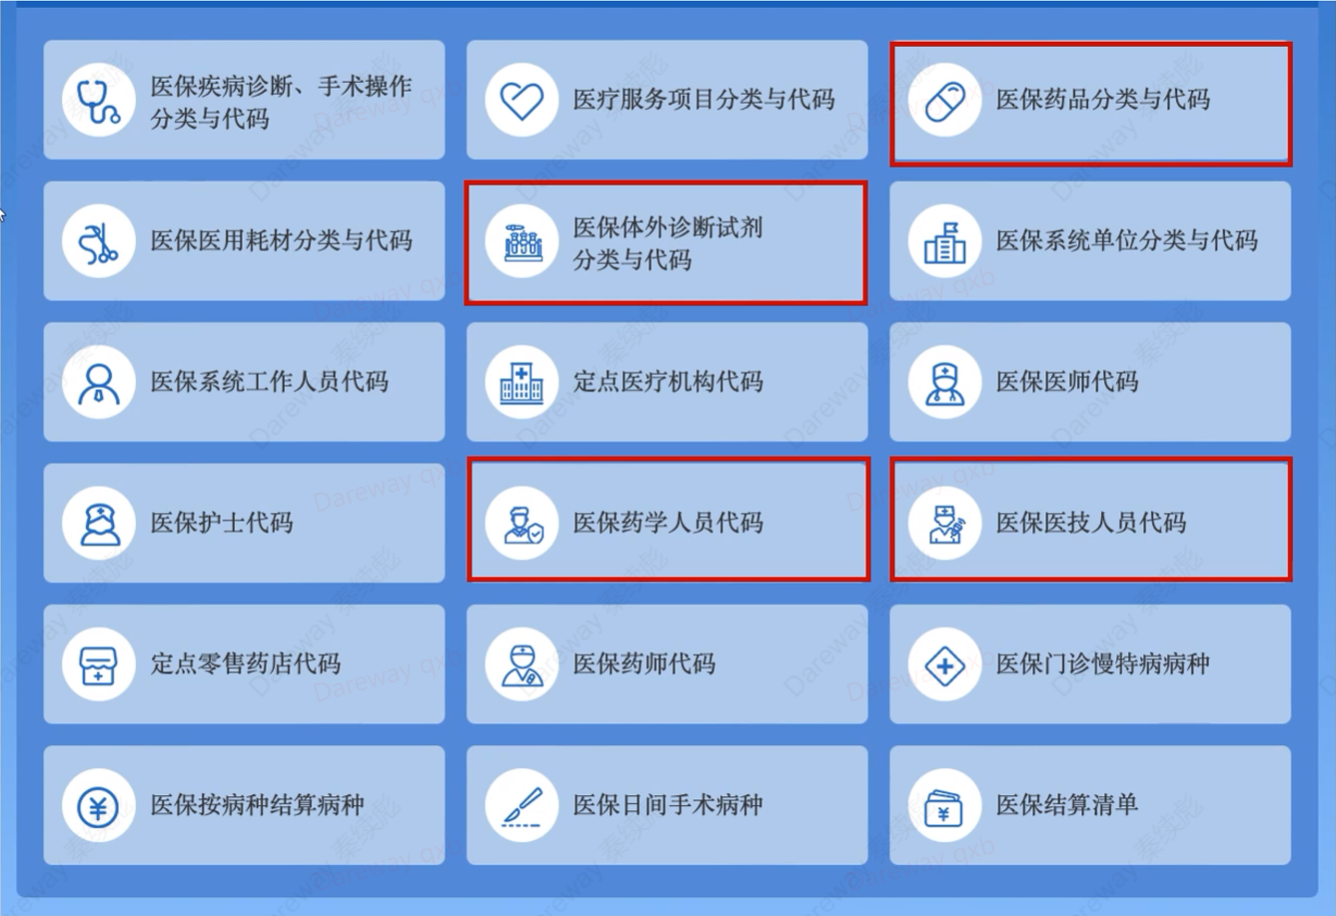 医保疾病诊断、手术操作
分类与代码
医疗服务项目分类与代码
医保药品分类与代码
医保医用耗材分类与代码
医保体外诊断试剂
分类与代码
医保系统单位分类与代码
医保系统工作人员代码
定点医疗机构代码
医保医师代码
医保护士代码
医保药学人员代码
医保医技人员代码
定点零售药店代码
医保药师代码
医保门诊慢特病病种
医保按病种结算病种
医保日间手术病种
医保结算清单
Dareway qxb
Dareway 秦续彪